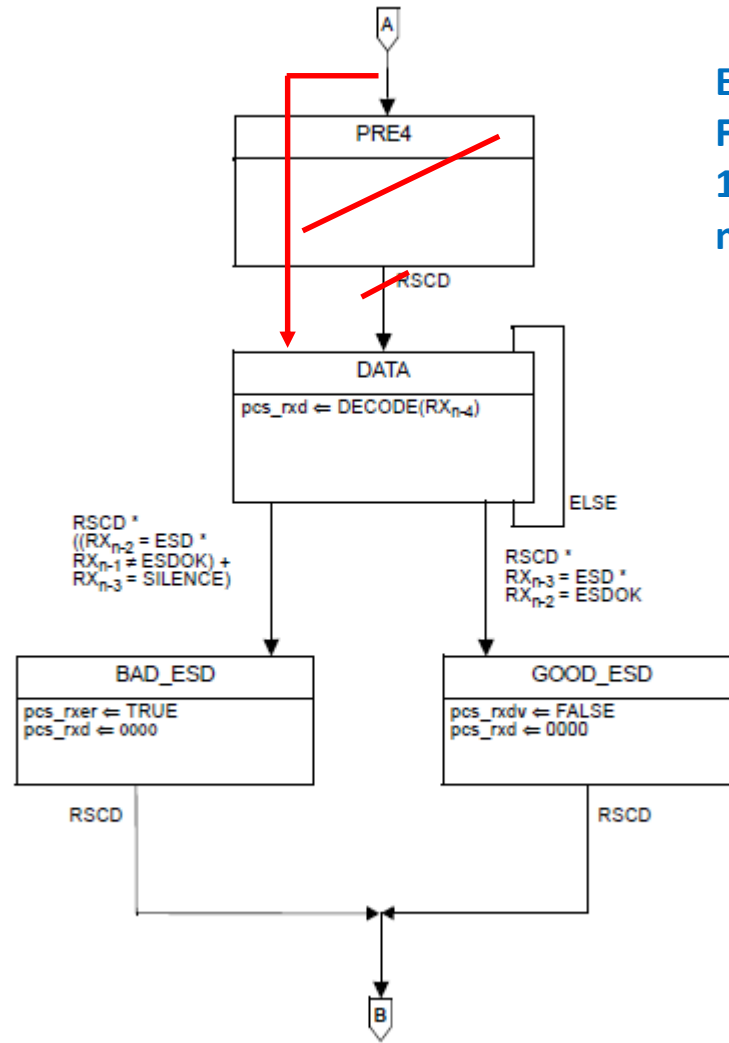 A
PRE4
RSCD
DATA
pcs_rxd ⇐ DECODE(RXn-4)
ELSE
RSCD *
((RXn-2 = ESD *
RXn-1 ≠ ESDOK) +
RXn-3 = SILENCE)
RSCD *
RXn-3 = ESD *
RXn-2 = ESDOK
BAD_ESD
pcs_rxer ⇐ TRUE
pcs_rxd ⇐ 0000
GOOD_ESD
pcs_rxdv ⇐ FALSE
pcs_rxd ⇐ 0000
RSCD
RSCD
B